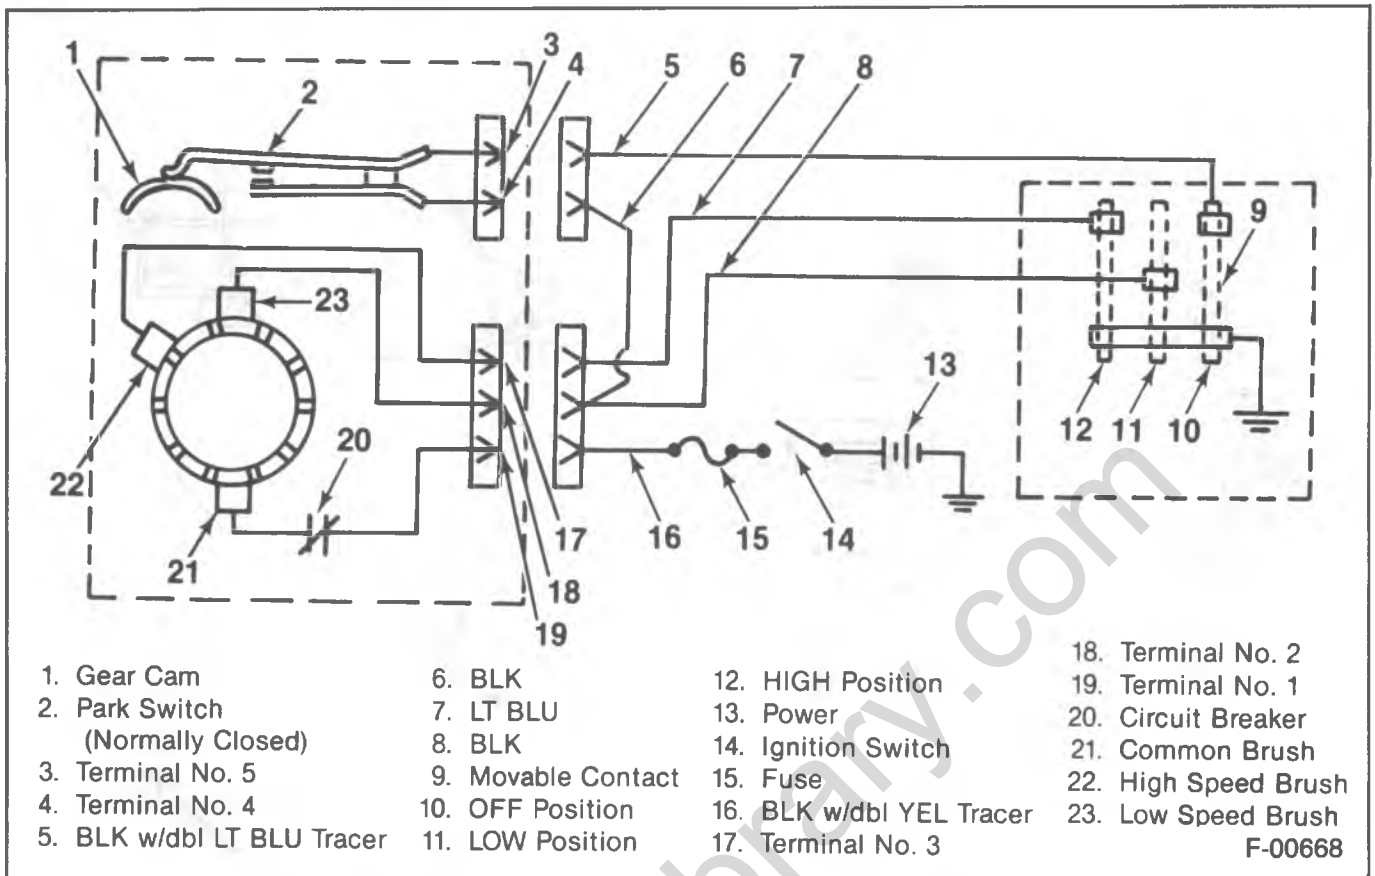 1
2
3
4
5
6
7
8
9
23
22
21
20
17
18
19
16
15
14
13
12
11
10
1. Gear Cam
2. Park Switch
(Normally Closed)
3. Terminal No. 5
4. Terminal No. 4
5. BLK w/dbl LT BLU Tracer
6. BLK
7. LT BLU
8. BLK
9. Movable Contact
10. OFF Position
11. LOW Position
12. HIGH Position
13. Power
14. Ignition Switch
15. Fuse
16. BLK w/dbl YEL Tracer
17. Terminal No. 3
18. Terminal No. 2
19. Terminal No. 1
20. Circuit Breaker
21. Common Brush
22. High Speed Brush
23. Low Speed Brush
F-00668
brary.com